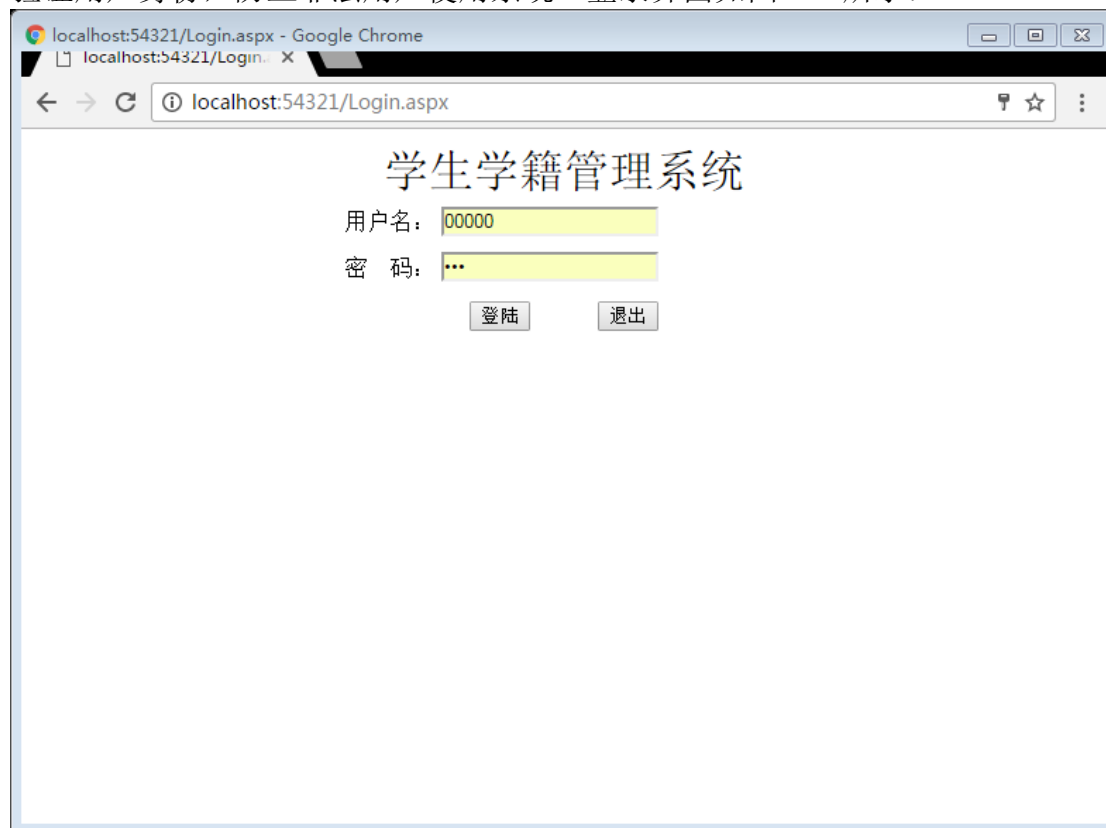 localhost:54321/Login.aspx - Google Chrome
localhost:54321/Login.
localhost:54321/Login.aspx
学生学籍管理系统
用户名： 00000
密 码： •••
登陆 退出